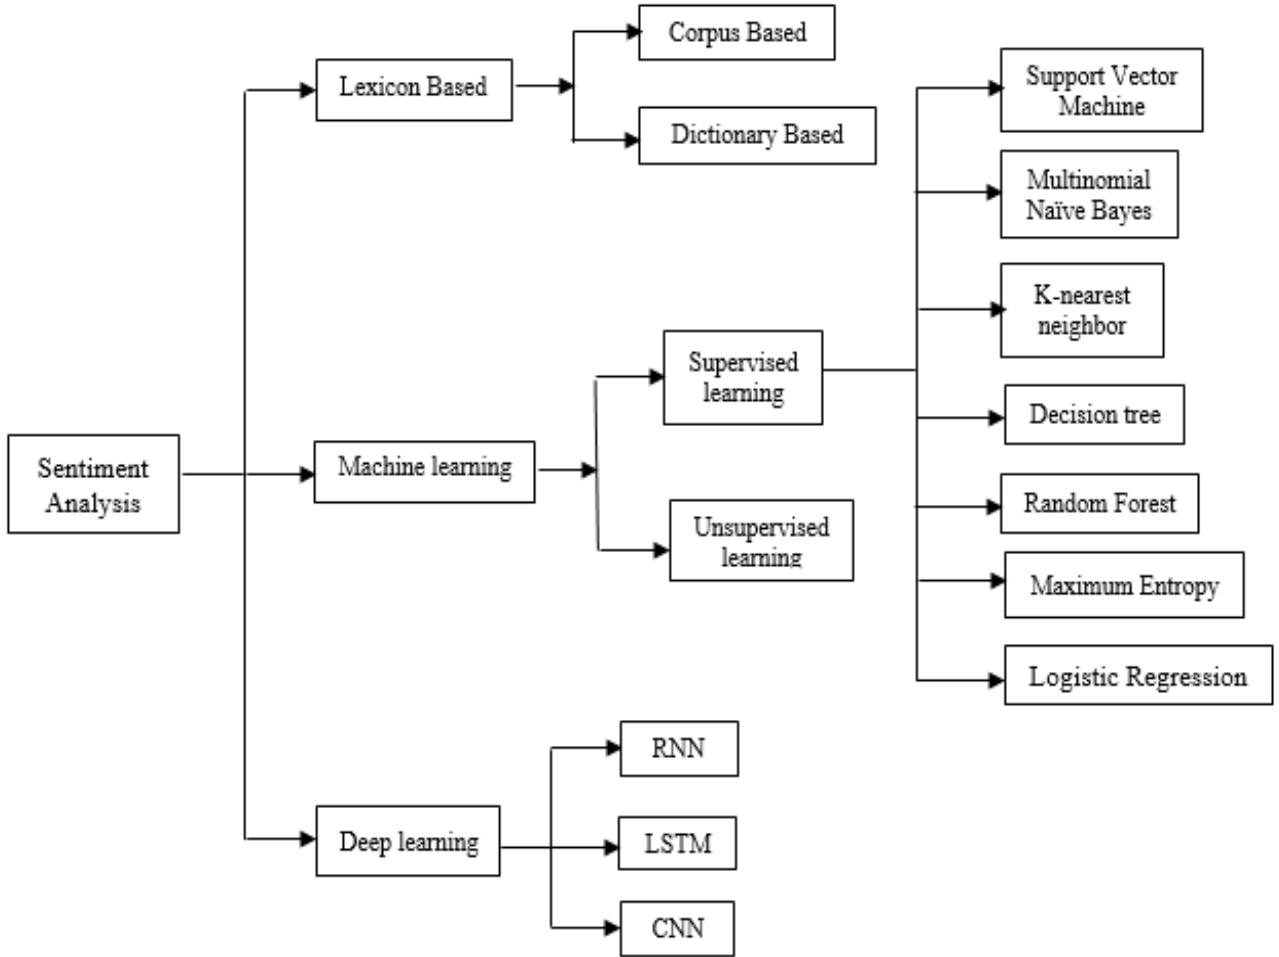 Corpus Based
Lexicon Based
Dictionary Based
Support Vector
Machine
Multinomial
Naïve Bayes
K-nearest
neighbor
Supervised
learning
Decision tree
Sentiment
Analysis
Machine learning
Random Forest
Unsupervised
learning
Maximum Entropy
Logistic Regression
RNN
Deep learning
LSTM
CNN